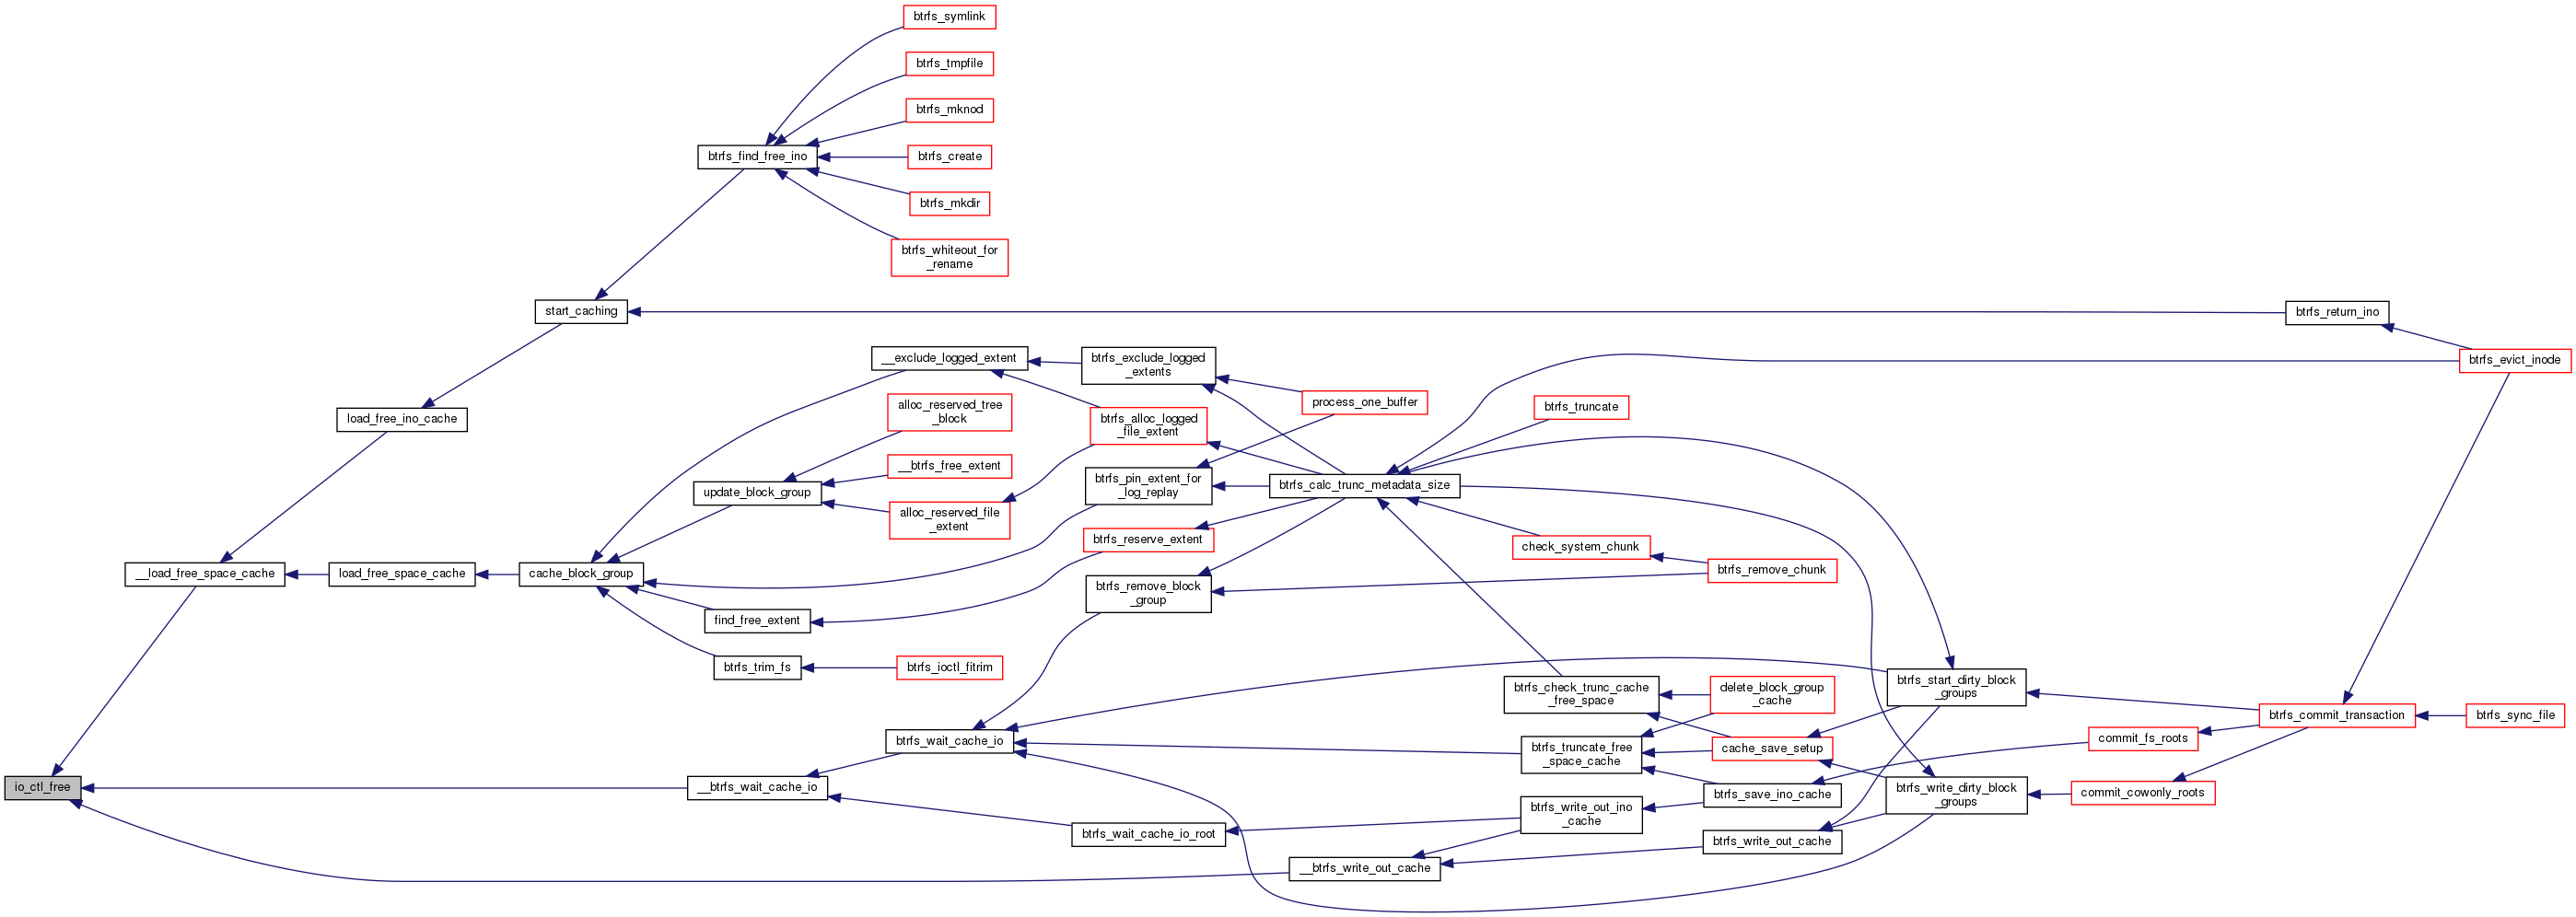 btrfs_symlink
btrfs_tmpfile
btrfs_mknod
btrfs_find_free_ino
btrfs_create
btrfs_mkdir
btrfs_whiteout_for
_rename
start_caching
btrfs_return_ino
__exclude_logged_extent
btrfs_exclude_logged
_extents
btrfs_evict_inode
load_free_ino_cache
alloc_reserved_tree
_block
btrfs_alloc_logged
_file_extent
process_one_buffer
btrfs_truncate
__btrfs_free_extent
update_block_group
btrfs_pin_extent_for
_log_replay
btrfs_calc_trunc_metadata_size
alloc_reserved_file
_extent
btrfs_reserve_extent
check_system_chunk
__load_free_space_cache
load_free_space_cache
cache_block_group
btrfs_remove_chunk
btrfs_remove_block
_group
find_free_extent
btrfs_trim_fs
btrfs_ioctl_fitrim
btrfs_check_trunc_cache
_free_space
delete_block_group
_cache
btrfs_start_dirty_block
_groups
btrfs_commit_transaction
btrfs_sync_file
btrfs_wait_cache_io
btrfs_truncate_free
_space_cache
cache_save_setup
commit_fs_roots
io_ctl_free
__btrfs_wait_cache_io
btrfs_save_ino_cache
btrfs_write_dirty_block
_groups
commit_cowonly_roots
btrfs_wait_cache_io_root
btrfs_write_out_ino
_cache
btrfs_write_out_cache
__btrfs_write_out_cache